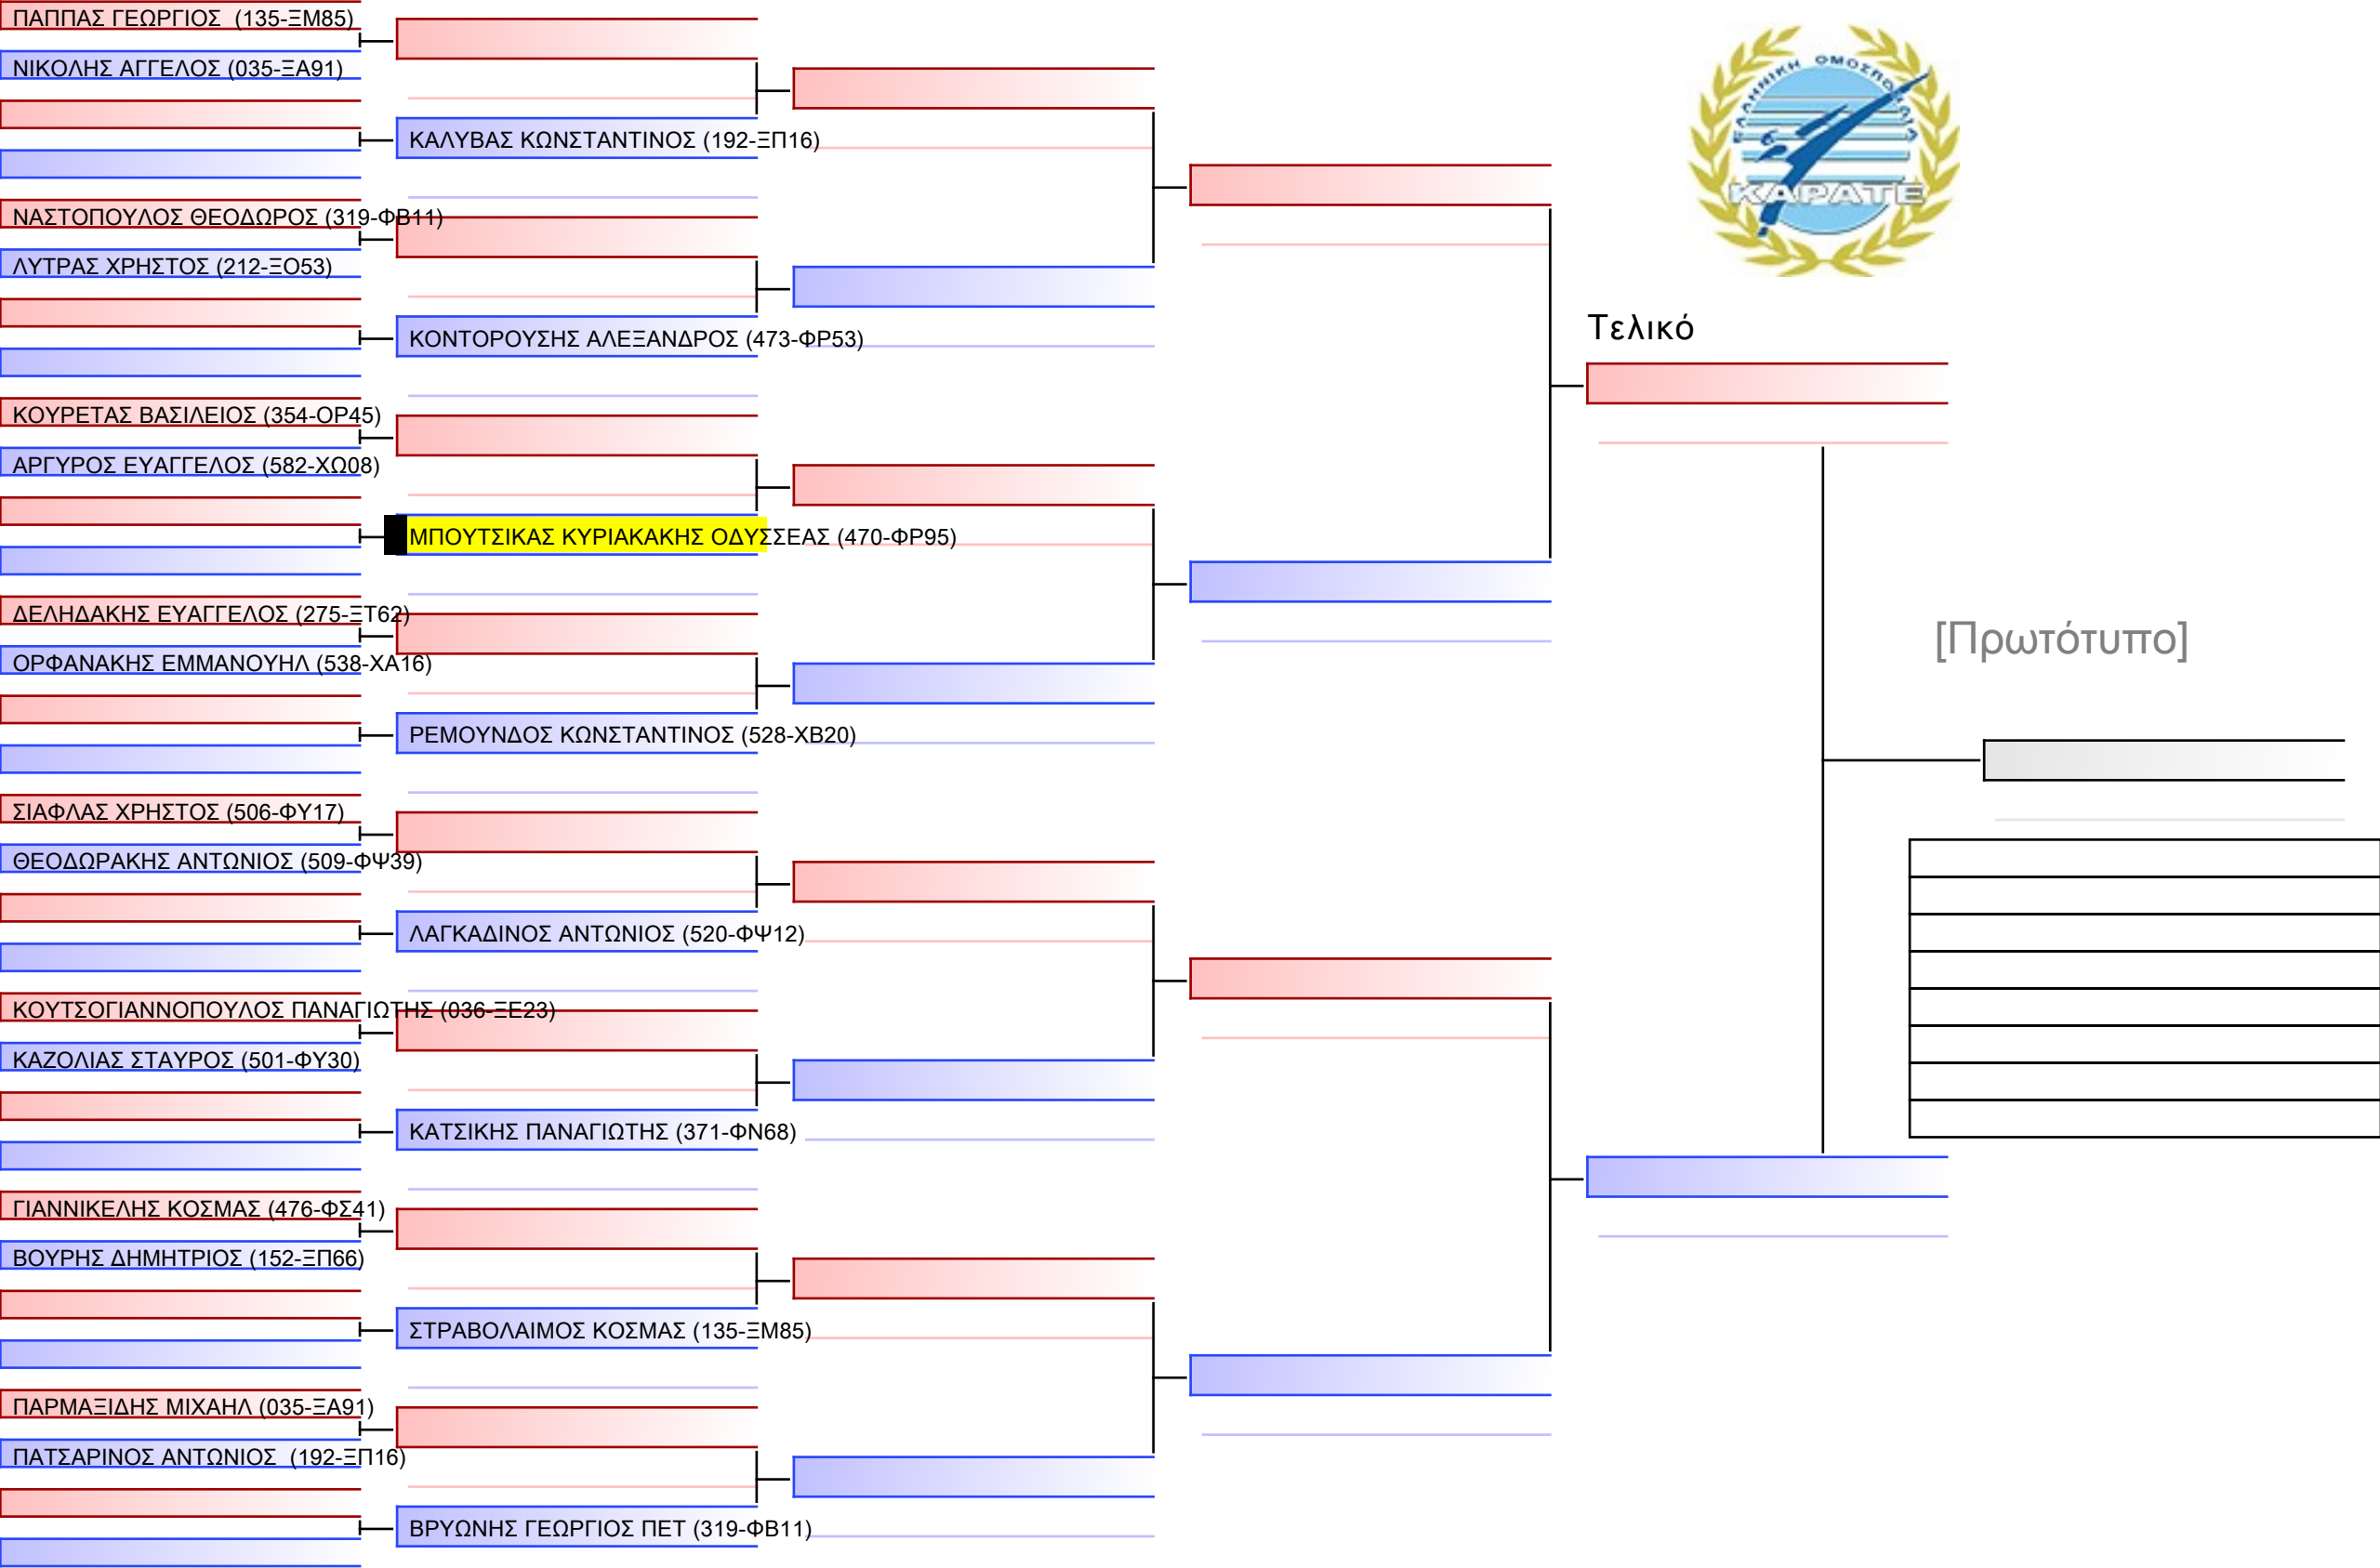 ΠΑΠΠΑΣ ΓΕΩΡΓΙΟΣ (135-ΞΜ85)
ΝΙΚΟΛΗΣ ΑΓΓΕΛΟΣ (035-ΞΑ91)
ΚΑΛΥΒΑΣ ΚΩΝΣΤΑΝΤΙΝΟΣ (192-ΞΠ16)
ΝΑΣΤΟΠΟΥΛΟΣ ΘΕΟΔΩΡΟΣ (319-ΦΒ11)
ΛΥΤΡΑΣ ΧΡΗΣΤΟΣ (212-ΞΟ53)
ΚΟΝΤΟΡΟΥΣΗΣ ΑΛΕΞΑΝΔΡΟΣ (473-ΦΡ53)
ΚΟΥΡΕΤΑΣ ΒΑΣΙΛΕΙΟΣ (354-ΟΡ45)
ΑΡΓΥΡΟΣ ΕΥΑΓΓΕΛΟΣ (582-ΧΩ08)
ΜΠΟΥΤΣΙΚΑΣ ΚΥΡΙΑΚΑΚΗΣ ΟΔΥΣΣΕΑΣ (470-ΦΡ95)
ΔΕΛΗΔΑΚΗΣ ΕΥΑΓΓΕΛΟΣ (275-ΞΤ62)
ΟΡΦΑΝΑΚΗΣ ΕΜΜΑΝΟΥΗΛ (538-ΧΑ16)
ΡΕΜΟΥΝΔΟΣ ΚΩΝΣΤΑΝΤΙΝΟΣ (528-ΧΒ20)
ΣΙΑΦΛΑΣ ΧΡΗΣΤΟΣ (506-ΦΥ17)
ΘΕΟΔΩΡΑΚΗΣ ΑΝΤΩΝΙΟΣ (509-ΦΨ39)
ΛΑΓΚΑΔΙΝΟΣ ΑΝΤΩΝΙΟΣ (520-ΦΨ12)
ΚΟΥΤΣΟΓΙΑΝΝΟΠΟΥΛΟΣ ΠΑΝΑΓΙΩΤΗΣ (036-ΞΕ23)
ΚΑΖΟΛΙΑΣ ΣΤΑΥΡΟΣ (501-ΦΥ30)
ΚΑΤΣΙΚΗΣ ΠΑΝΑΓΙΩΤΗΣ (371-ΦΝ68)
ΓΙΑΝΝΙΚΕΛΗΣ ΚΟΣΜΑΣ (476-ΦΣ41)
ΒΟΥΡΗΣ ΔΗΜΗΤΡΙΟΣ (152-ΞΠ66)
ΣΤΡΑΒΟΛΑΙΜΟΣ ΚΟΣΜΑΣ (135-ΞΜ85)
ΠΑΡΜΑΞΙΔΗΣ ΜΙΧΑΗΛ (035-ΞΑ91)
ΠΑΤΣΑΡΙΝΟΣ ΑΝΤΩΝΙΟΣ (192-ΞΠ16)
ΒΡΥΩΝΗΣ ΓΕΩΡΓΙΟΣ ΠΕΤ (319-ΦΒ11)
ΕΛΛΗΝΙΚΗ ΟΜΟΣΠΟΝΔΙΑ
ΚΑΡΑΤΕ
Τελικό
[Πρωτότυπο]